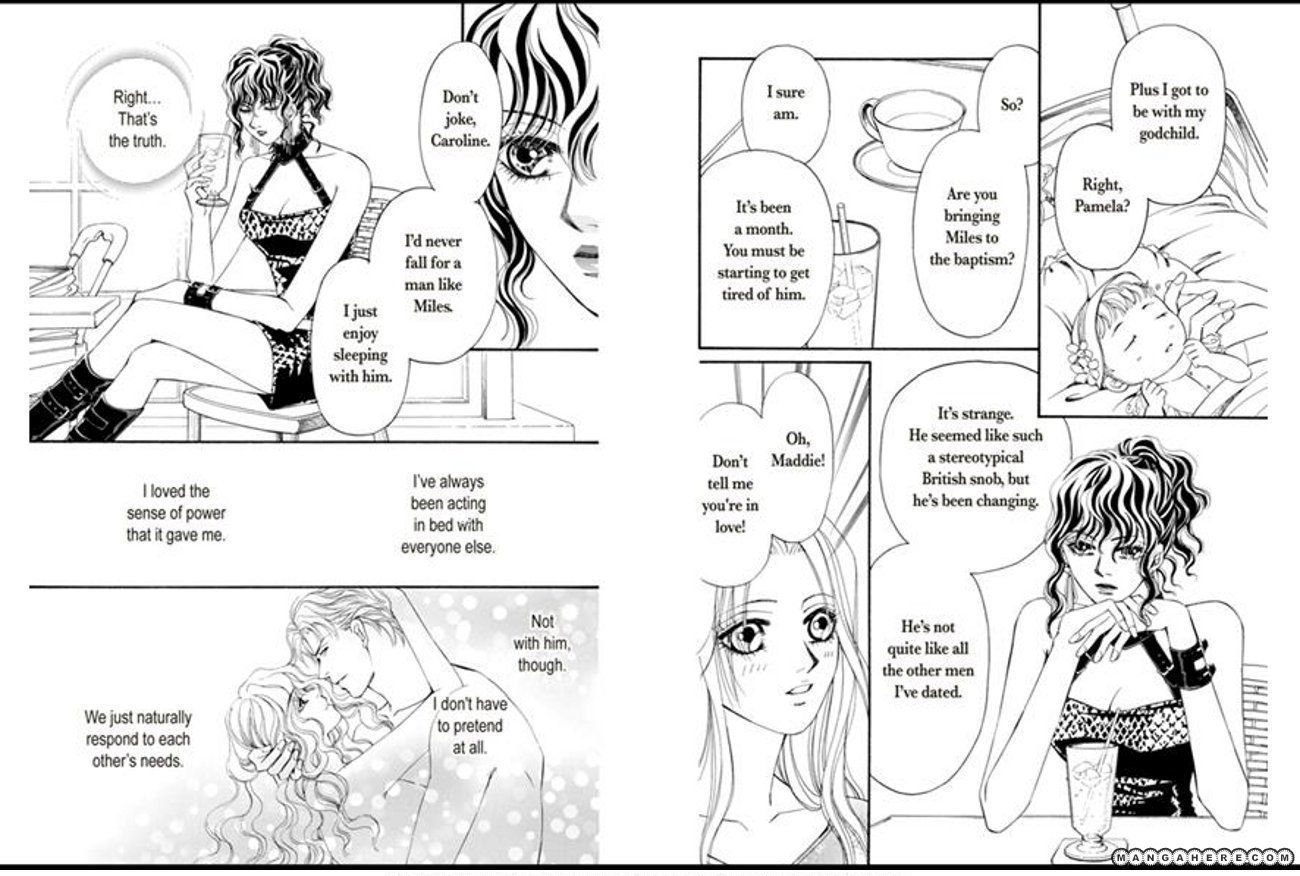 Plus I got to
be with my
godchild.
Right,
Pamela?
So?
Are you
bringing
Miles to
the baptism?
I sure
am.
It's been
a month.
You must be
starting to get
tired of him.
It's strange.
He seemed like such
a stereotypical
British snob, but
he's been changing.
He's not
quite like all
the other men
I've dated.
Oh,
Maddie!
Don't
tell me
you're in
love!
Don't
joke,
Caroline.
I'd never
fall for a
man like
Miles.
I just
enjoy
sleeping
with him.
Right...
That's
the truth.
I've always
been acting
in bed with
everyone else.
I loved the
sense of power
that it gave me.
Not
with him,
though.
I don't have
to pretend
at all.
We just naturally
respond to each
other's needs.
MANGAHERE.COM